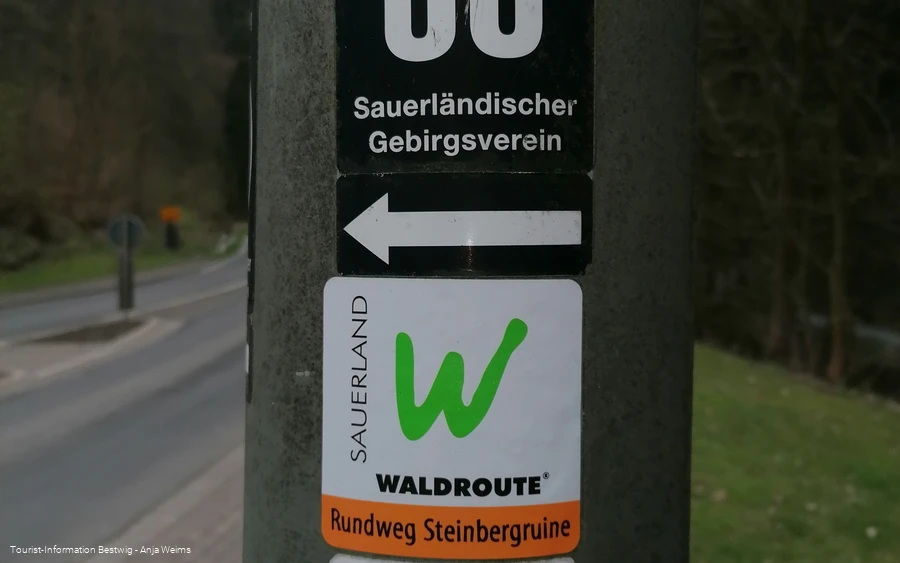 Sauerländischer
Gebirgsverein
SAUERLAND
W
WALDROUTE®
Rundweg Steinbergruine
Tourist-Information Bestwig - Anja Weims